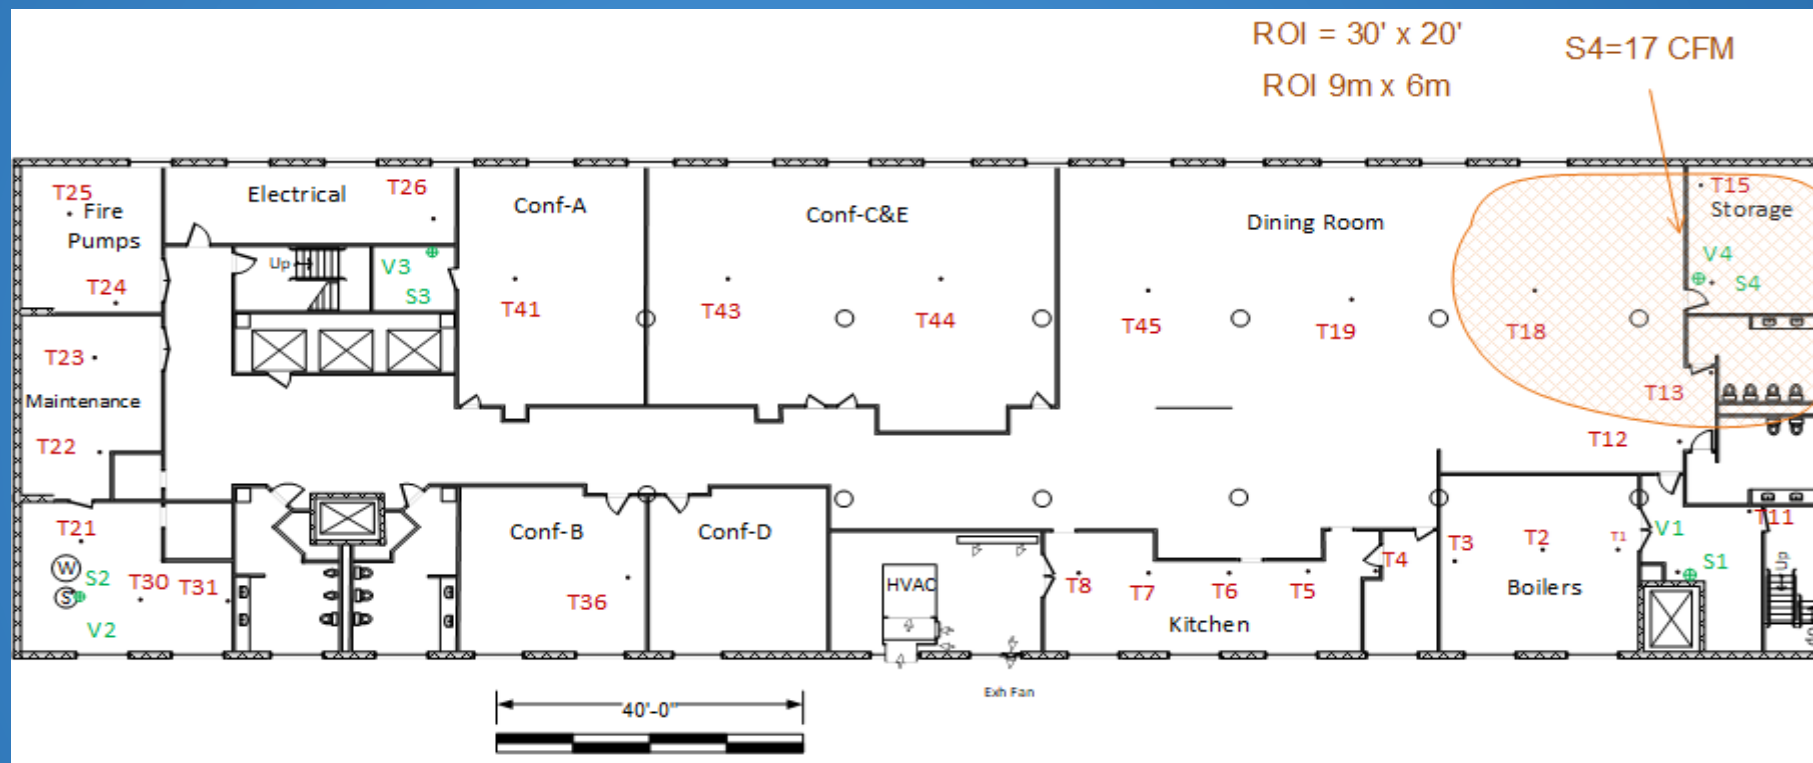 ROI = 30' x 20'
ROI 9m x 6m
S4=17 CFM
T25
Fire
Pumps
T24
Electrical
T26
Up
V3
S3
Conf-A
T41
Conf-C&E
T43
T44
Dining Room
T45
T19
T18
T15
Storage
V4
S4
T13
T12
T23
Maintenance
T22
T21
W
S
S2
T30
T31
V2
Conf-B
T36
Conf-D
HVAC
T8
T7
T6
T5
T4
Kitchen
T3
T2
T1
Boilers
V1
S1
T11
Up
Exh Fan
40'-0"